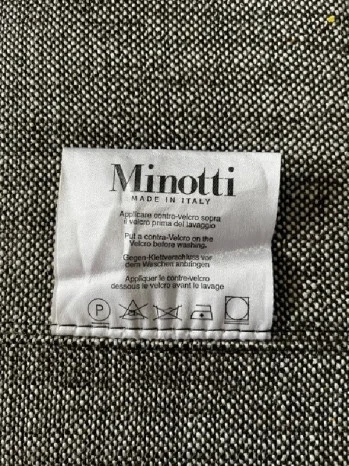 Minotti
MADE IN ITALY
Applicare contro-velcro sopra
il velcro prima del lavaggio
Put a contra-Velcro on the
Velcro before washing.
Gegen-Klettverschluss vor
dem Waschen anbringen
Appliquer le contre-velcro
dessous le velcro avant le lavage
P